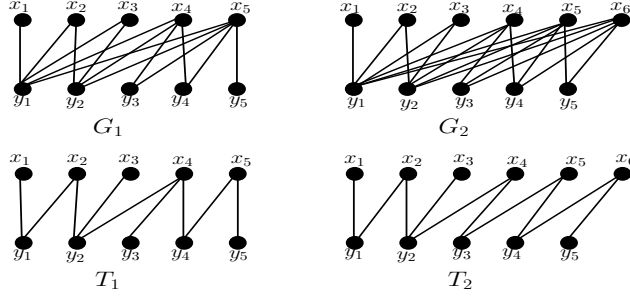 x₁ x₂ x₃ x₄ x₅
y₁ y₂ y₃ y₄ y₅
G₁
x₁ x₂ x₃ x₄ x₅ x₆
y₁ y₂ y₃ y₄ y₅
G₂
x₁ x₂ x₃ x₄ x₅
y₁ y₂ y₃ y₄ y₅
T₁
x₁ x₂ x₃ x₄ x₅ x₆
y₁ y₂ y₃ y₄ y₅
T₂